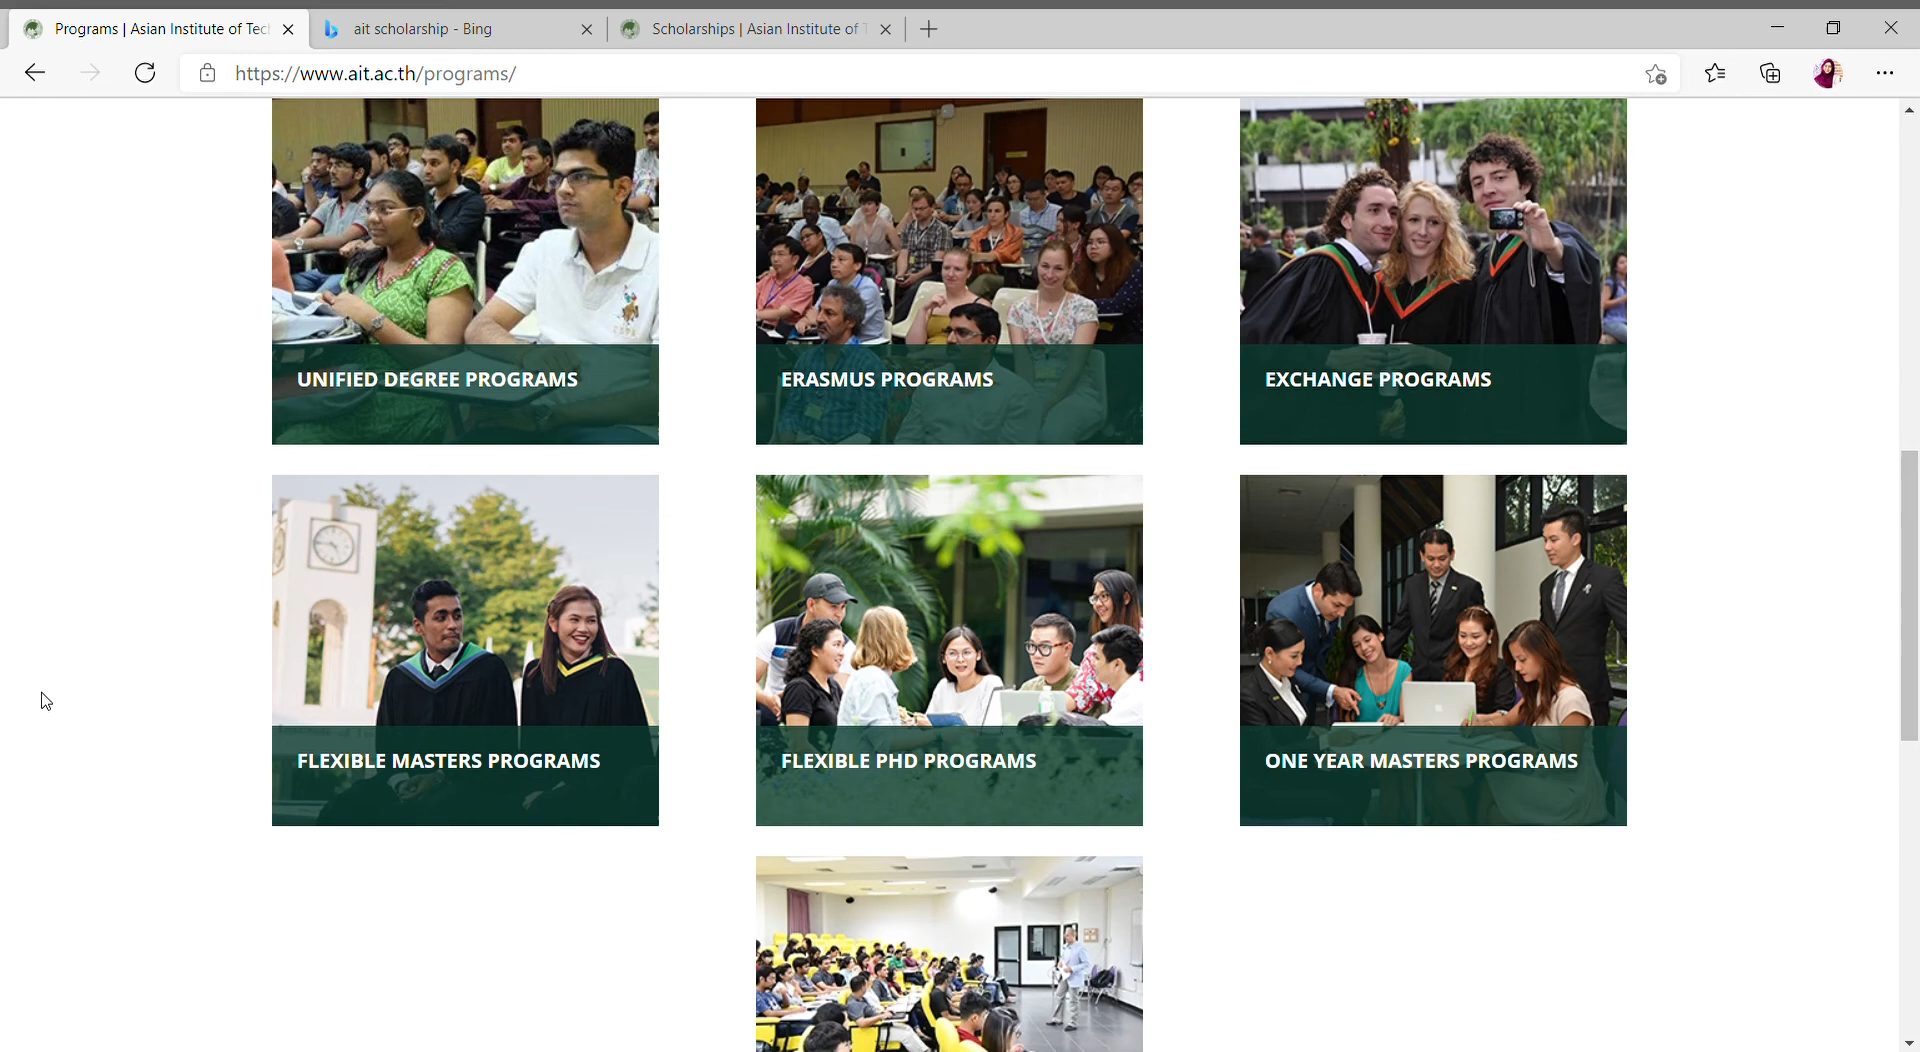 Programs | Asian Institute of Tech
ait scholarship - Bing
Scholarships | Asian Institute of T
https://www.ait.ac.th/programs/
UNIFIED DEGREE PROGRAMS
ERASMUS PROGRAMS
EXCHANGE PROGRAMS
FLEXIBLE MASTERS PROGRAMS
FLEXIBLE PHD PROGRAMS
ONE YEAR MASTERS PROGRAMS